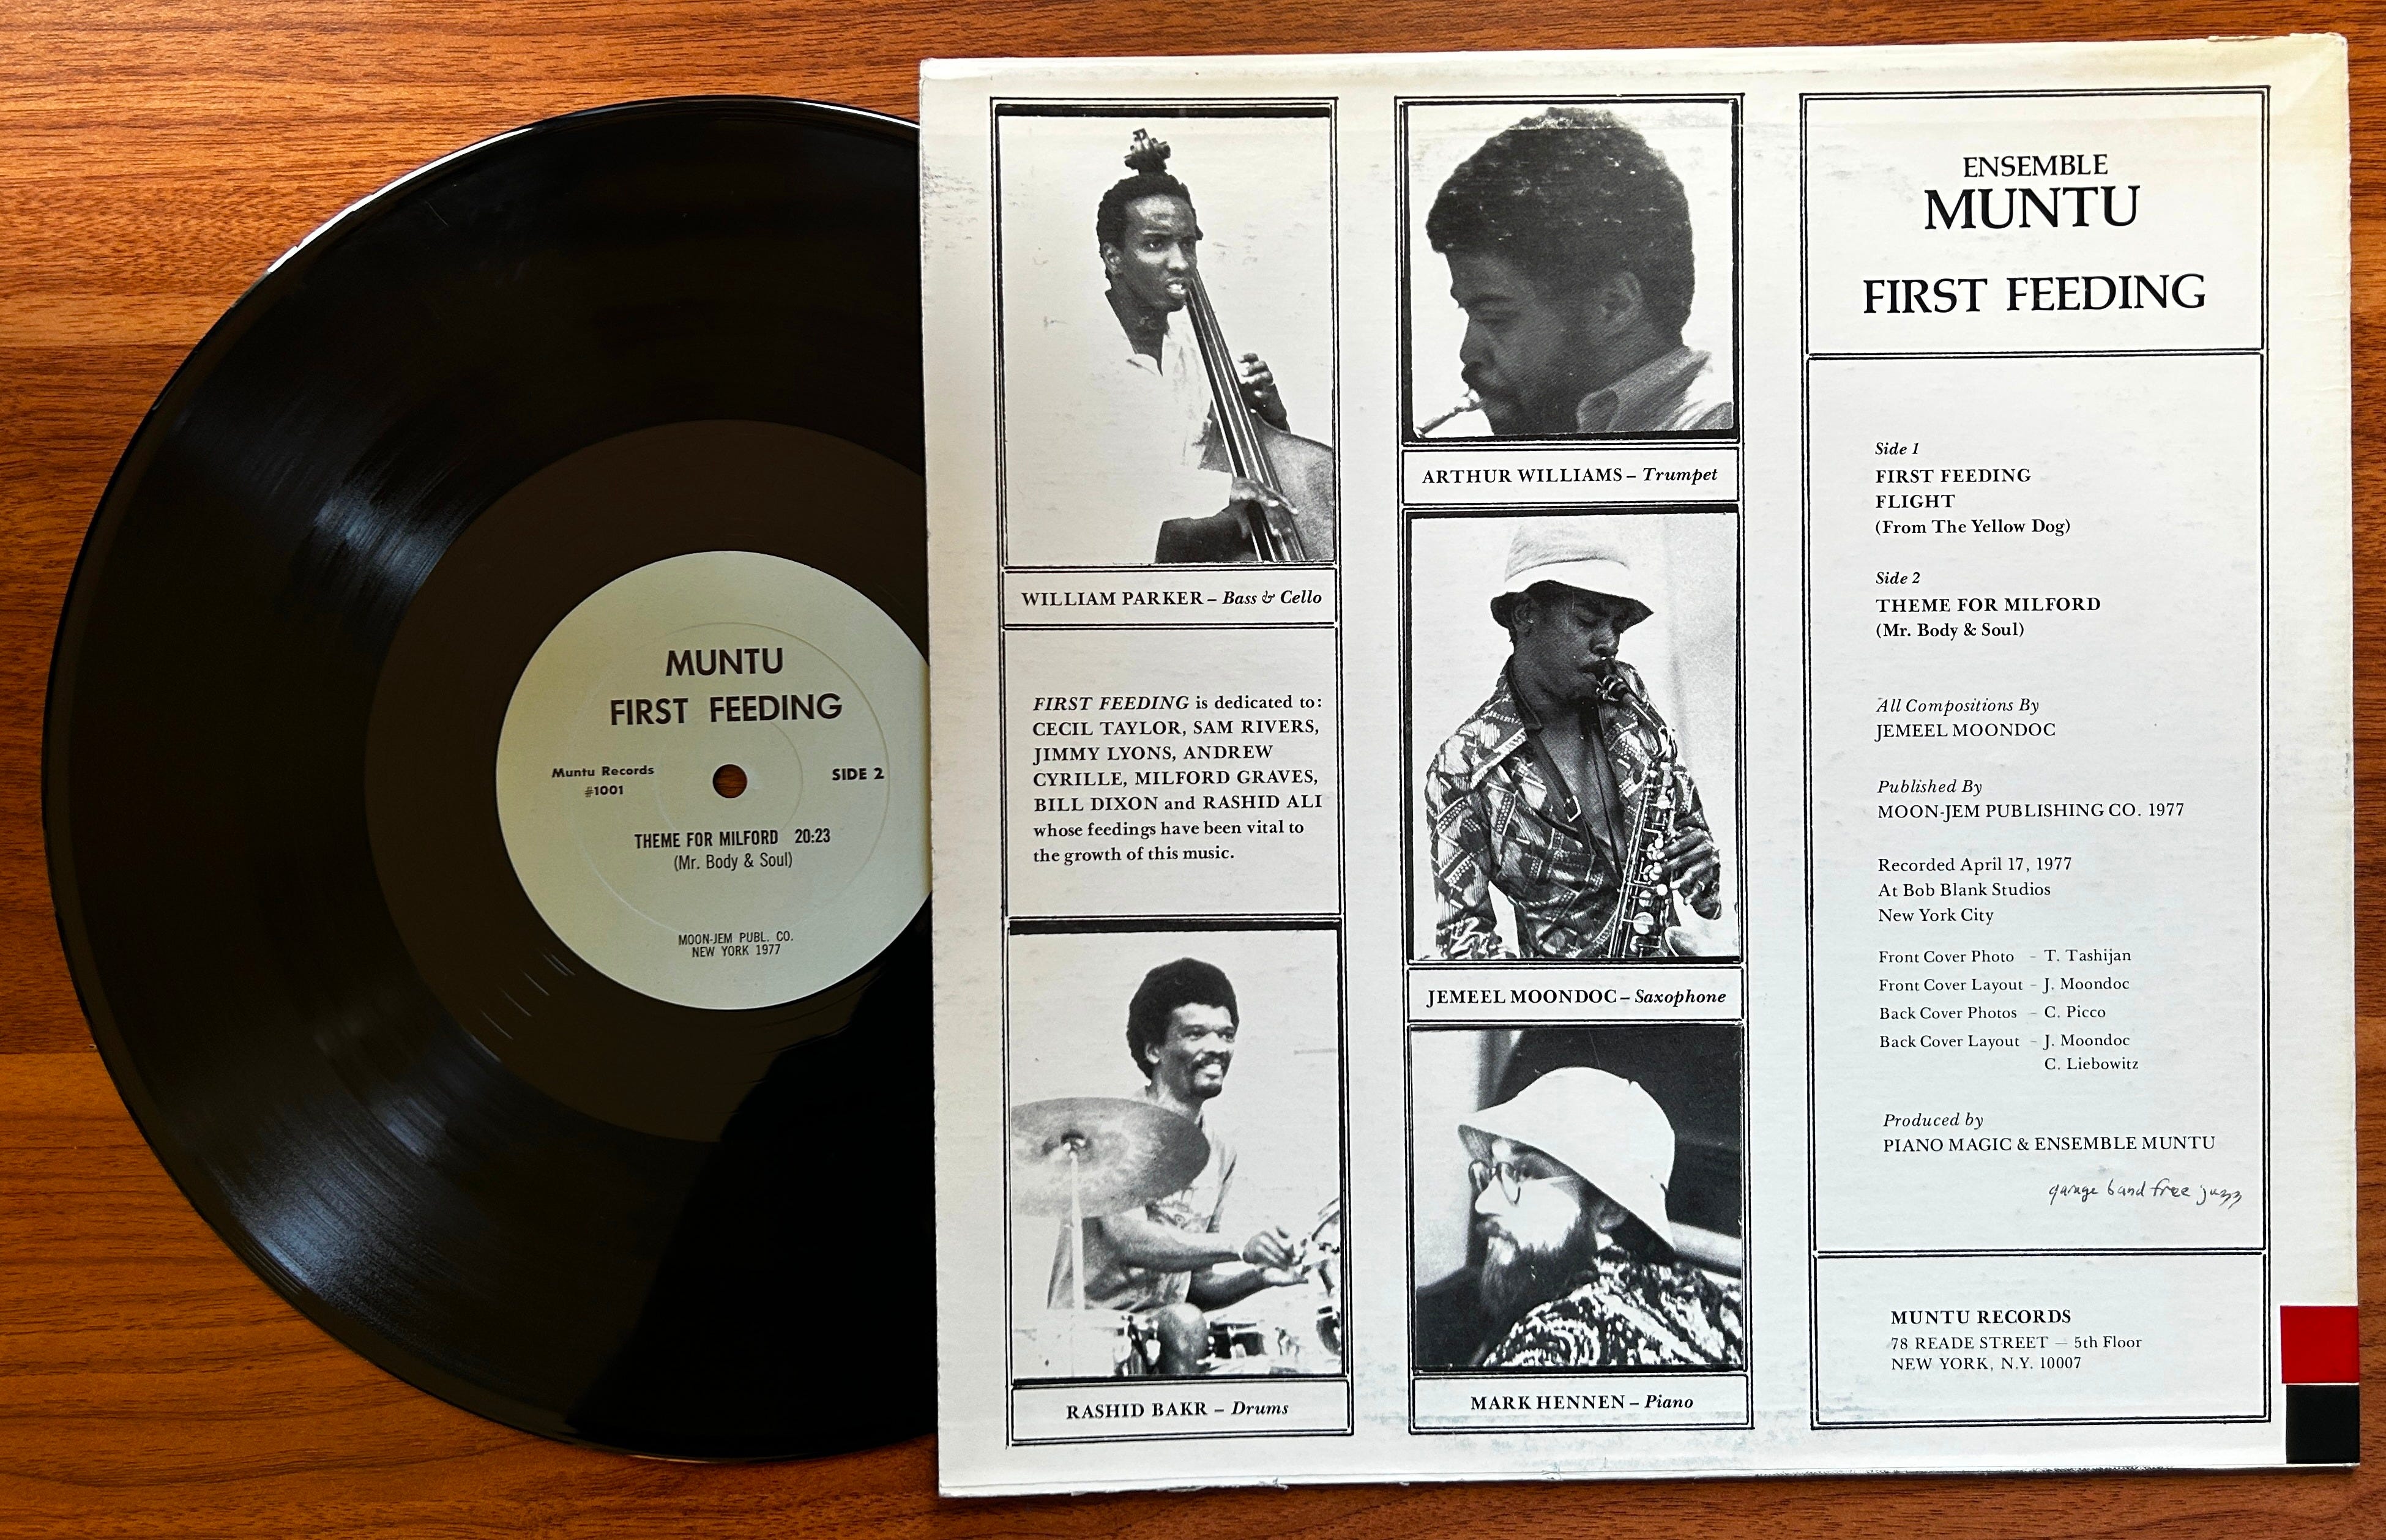 MUNTU
FIRST FEEDING
Muntu Records
#1001
SIDE 2
THEME FOR MILFORD 20:23
(Mr. Body & Soul)
MOON-JEM PUBL. CO.
NEW YORK 1977
WILLIAM PARKER – Bass & Cello
FIRST FEEDING is dedicated to:
CECIL TAYLOR, SAM RIVERS,
JIMMY LYONS, ANDREW
CYRILLE, MILFORD GRAVES,
BILL DIXON and RASHID ALI
whose feedings have been vital to
the growth of this music.
RASHID BAKR – Drums
ARTHUR WILLIAMS – Trumpet
JEMEEL MOONDOC – Saxophone
MARK HENNEN – Piano
ENSEMBLE
MUNTU
FIRST FEEDING
Side 1
FIRST FEEDING
FLIGHT
(From The Yellow Dog)
Side 2
THEME FOR MILFORD
(Mr. Body & Soul)
All Compositions By
JEMEEL MOONDOC
Published By
MOON-JEM PUBLISHING CO. 1977
Recorded April 17, 1977
At Bob Blank Studios
New York City
Front Cover Photo – T. Tashijan
Front Cover Layout – J. Moondoc
Back Cover Photos – C. Picco
Back Cover Layout – J. Moondoc
C. Liebowitz
Produced by
PIANO MAGIC & ENSEMBLE MUNTU
garage band free jazz
MUNTU RECORDS
78 READE STREET — 5th Floor
NEW YORK, N.Y. 10007